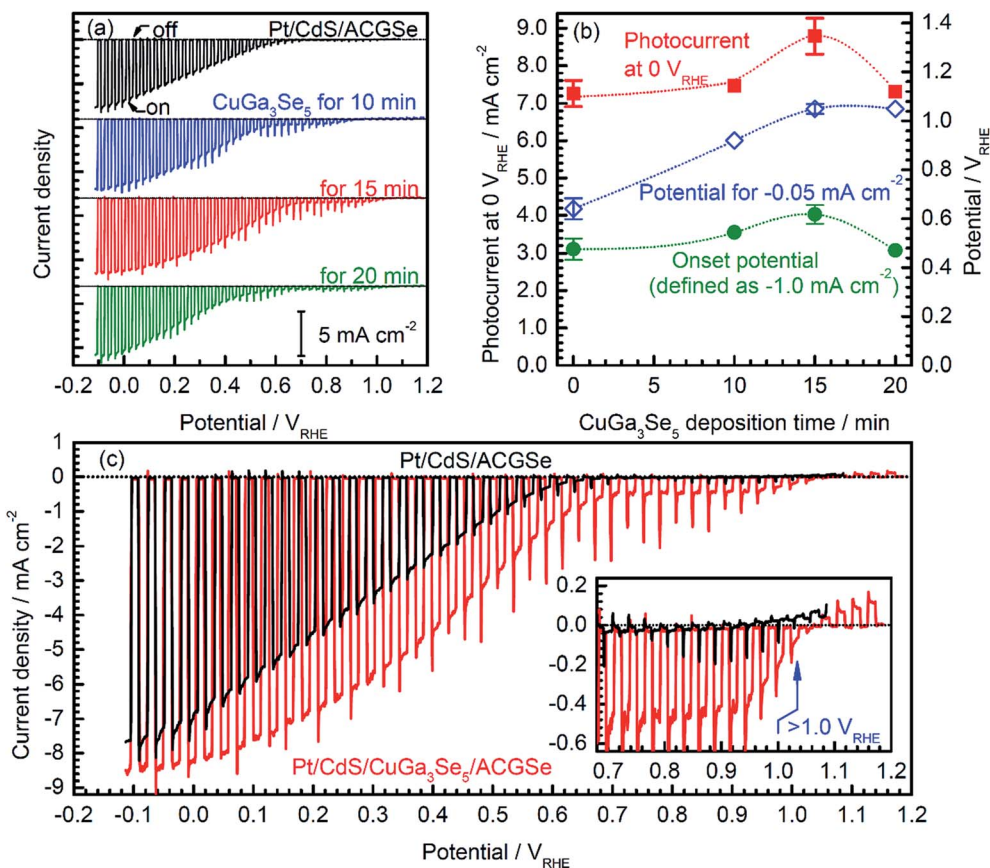 (a)
off
Pt/CdS/ACGSe
on
CuGa3Se5 for 10 min
for 15 min
for 20 min
5 mA cm-2
Current density
-0.2 0.0 0.2 0.4 0.6 0.8 1.0 1.2
Potential / VRHE
(b)
Photocurrent
at 0 VRHE
Potential for -0.05 mA cm-2
Onset potential
(defined as -1.0 mA cm-2)
9.0
8.0
7.0
6.0
5.0
4.0
3.0
2.0
1.0
0.0
Photocurrent at 0 VRHE / mA cm-2
1.4
1.2
1.0
0.8
0.6
0.4
0.2
0.0
Potential / VRHE
0 5 10 15 20
CuGa3Se5 deposition time / min
(c)
Pt/CdS/ACGSe
Pt/CdS/CuGa3Se5/ACGSe
1
0
-1
-2
-3
-4
-5
-6
-7
-8
-9
Current density / mA cm-2
0.2
0.0
-0.2
-0.4
-0.6
>1.0 VRHE
0.7 0.8 0.9 1.0 1.1 1.2
-0.2 -0.1 0.0 0.1 0.2 0.3 0.4 0.5 0.6 0.7 0.8 0.9 1.0 1.1 1.2
Potential / VRHE